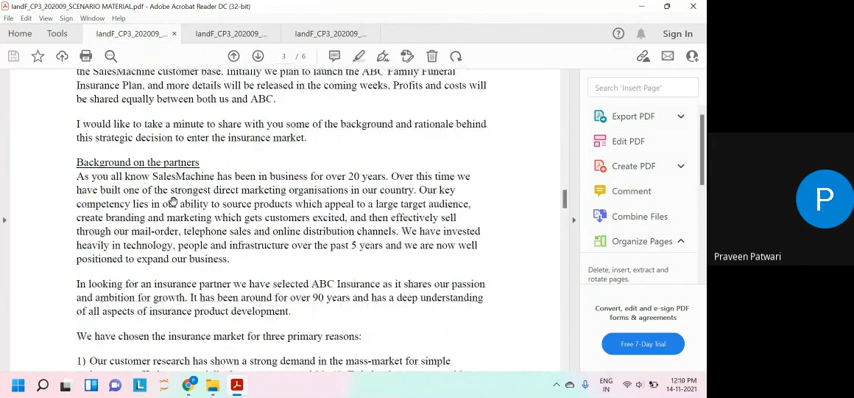 IandF_CP3_202009_SCENARIO MATERIAL.pdf - Adobe Acrobat Reader DC (32-bit)
File Edit View Sign Window Help
Home Tools IandF_CP3_202009_... × IandF_CP3_202009_... IandF_CP3_202009_... Sign In
3 / 6
the SalesMachine customer base. Initially we plan to launch the ABC Family Funeral
Insurance Plan, and more details will be released in the coming weeks. Profits and costs will
be shared equally between both us and ABC.
I would like to take a minute to share with you some of the background and rationale behind
this strategic decision to enter the insurance market.
Background on the partners
As you all know SalesMachine has been in business for over 20 years. Over this time we
have built one of the strongest direct marketing organisations in our country. Our key
competency lies in our ability to source products which appeal to a large target audience,
create branding and marketing which gets customers excited, and then effectively sell
through our mail-order, telephone sales and online distribution channels. We have invested
heavily in technology, people and infrastructure over the past 5 years and we are now well
positioned to expand our business.
In looking for an insurance partner we have selected ABC Insurance as it shares our passion
and ambition for growth. It has been around for over 90 years and has a deep understanding
of all aspects of insurance product development.
We have chosen the insurance market for three primary reasons:
1) Our customer research has shown a strong demand in the mass-market for simple
Search 'Insert Page'
Export PDF
Edit PDF
Create PDF
Comment
Combine Files
Organize Pages
Delete, insert, extract and
rotate pages.
Convert, edit and e-sign PDF
forms & agreements
Free 7-Day Trial
P
Praveen Patwari
ENG
IN
12:10 PM
14-11-2021